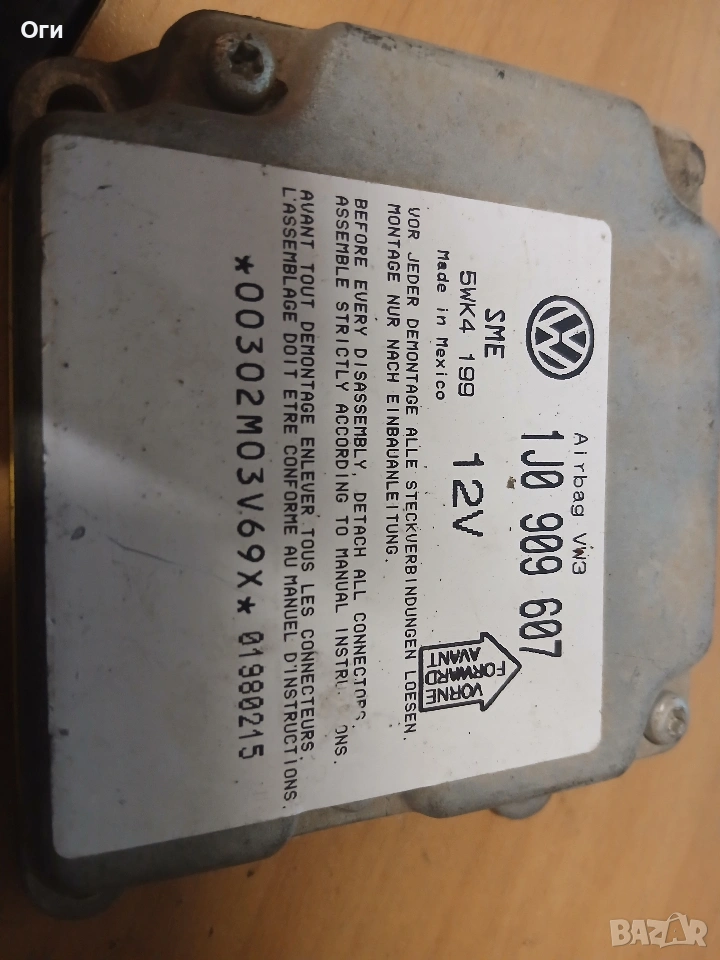 Оги
Airbag VW3
1J0 909 607
SME
5WK4 199
12V
Made in Mexico
VORNE
FORWARD
AVANT
VOR JEDER DEMONTAGE ALLE STECKVERBINDUNGEN LOESEN.
MONTAGE NUR NACH EINBAUANLEITUNG.
BEFORE EVERY DISASSEMBLY, DETACH ALL CONNECTORS.
ASSEMBLE STRICTLY ACCORDING TO MANUAL
AVANT TOUT DEMONTAGE ENLEVER TOUS LES CONNECTEURS.
L'ASSEMBLAGE DOIT ETRE CONFORME AU MANUEL D'INSTRUCTIONS.
*00302M03V69X* 01980215
BAZAR